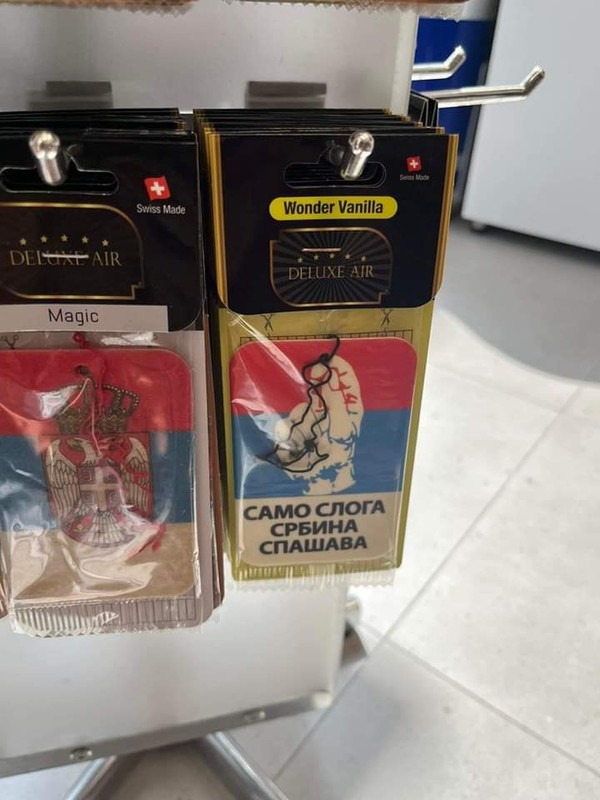 Swiss Made
DELUXE AIR
Magic
Swiss Made
Wonder Vanilla
DELUXE AIR
САМО СЛОГА
СРБИНА
СПАШАВА